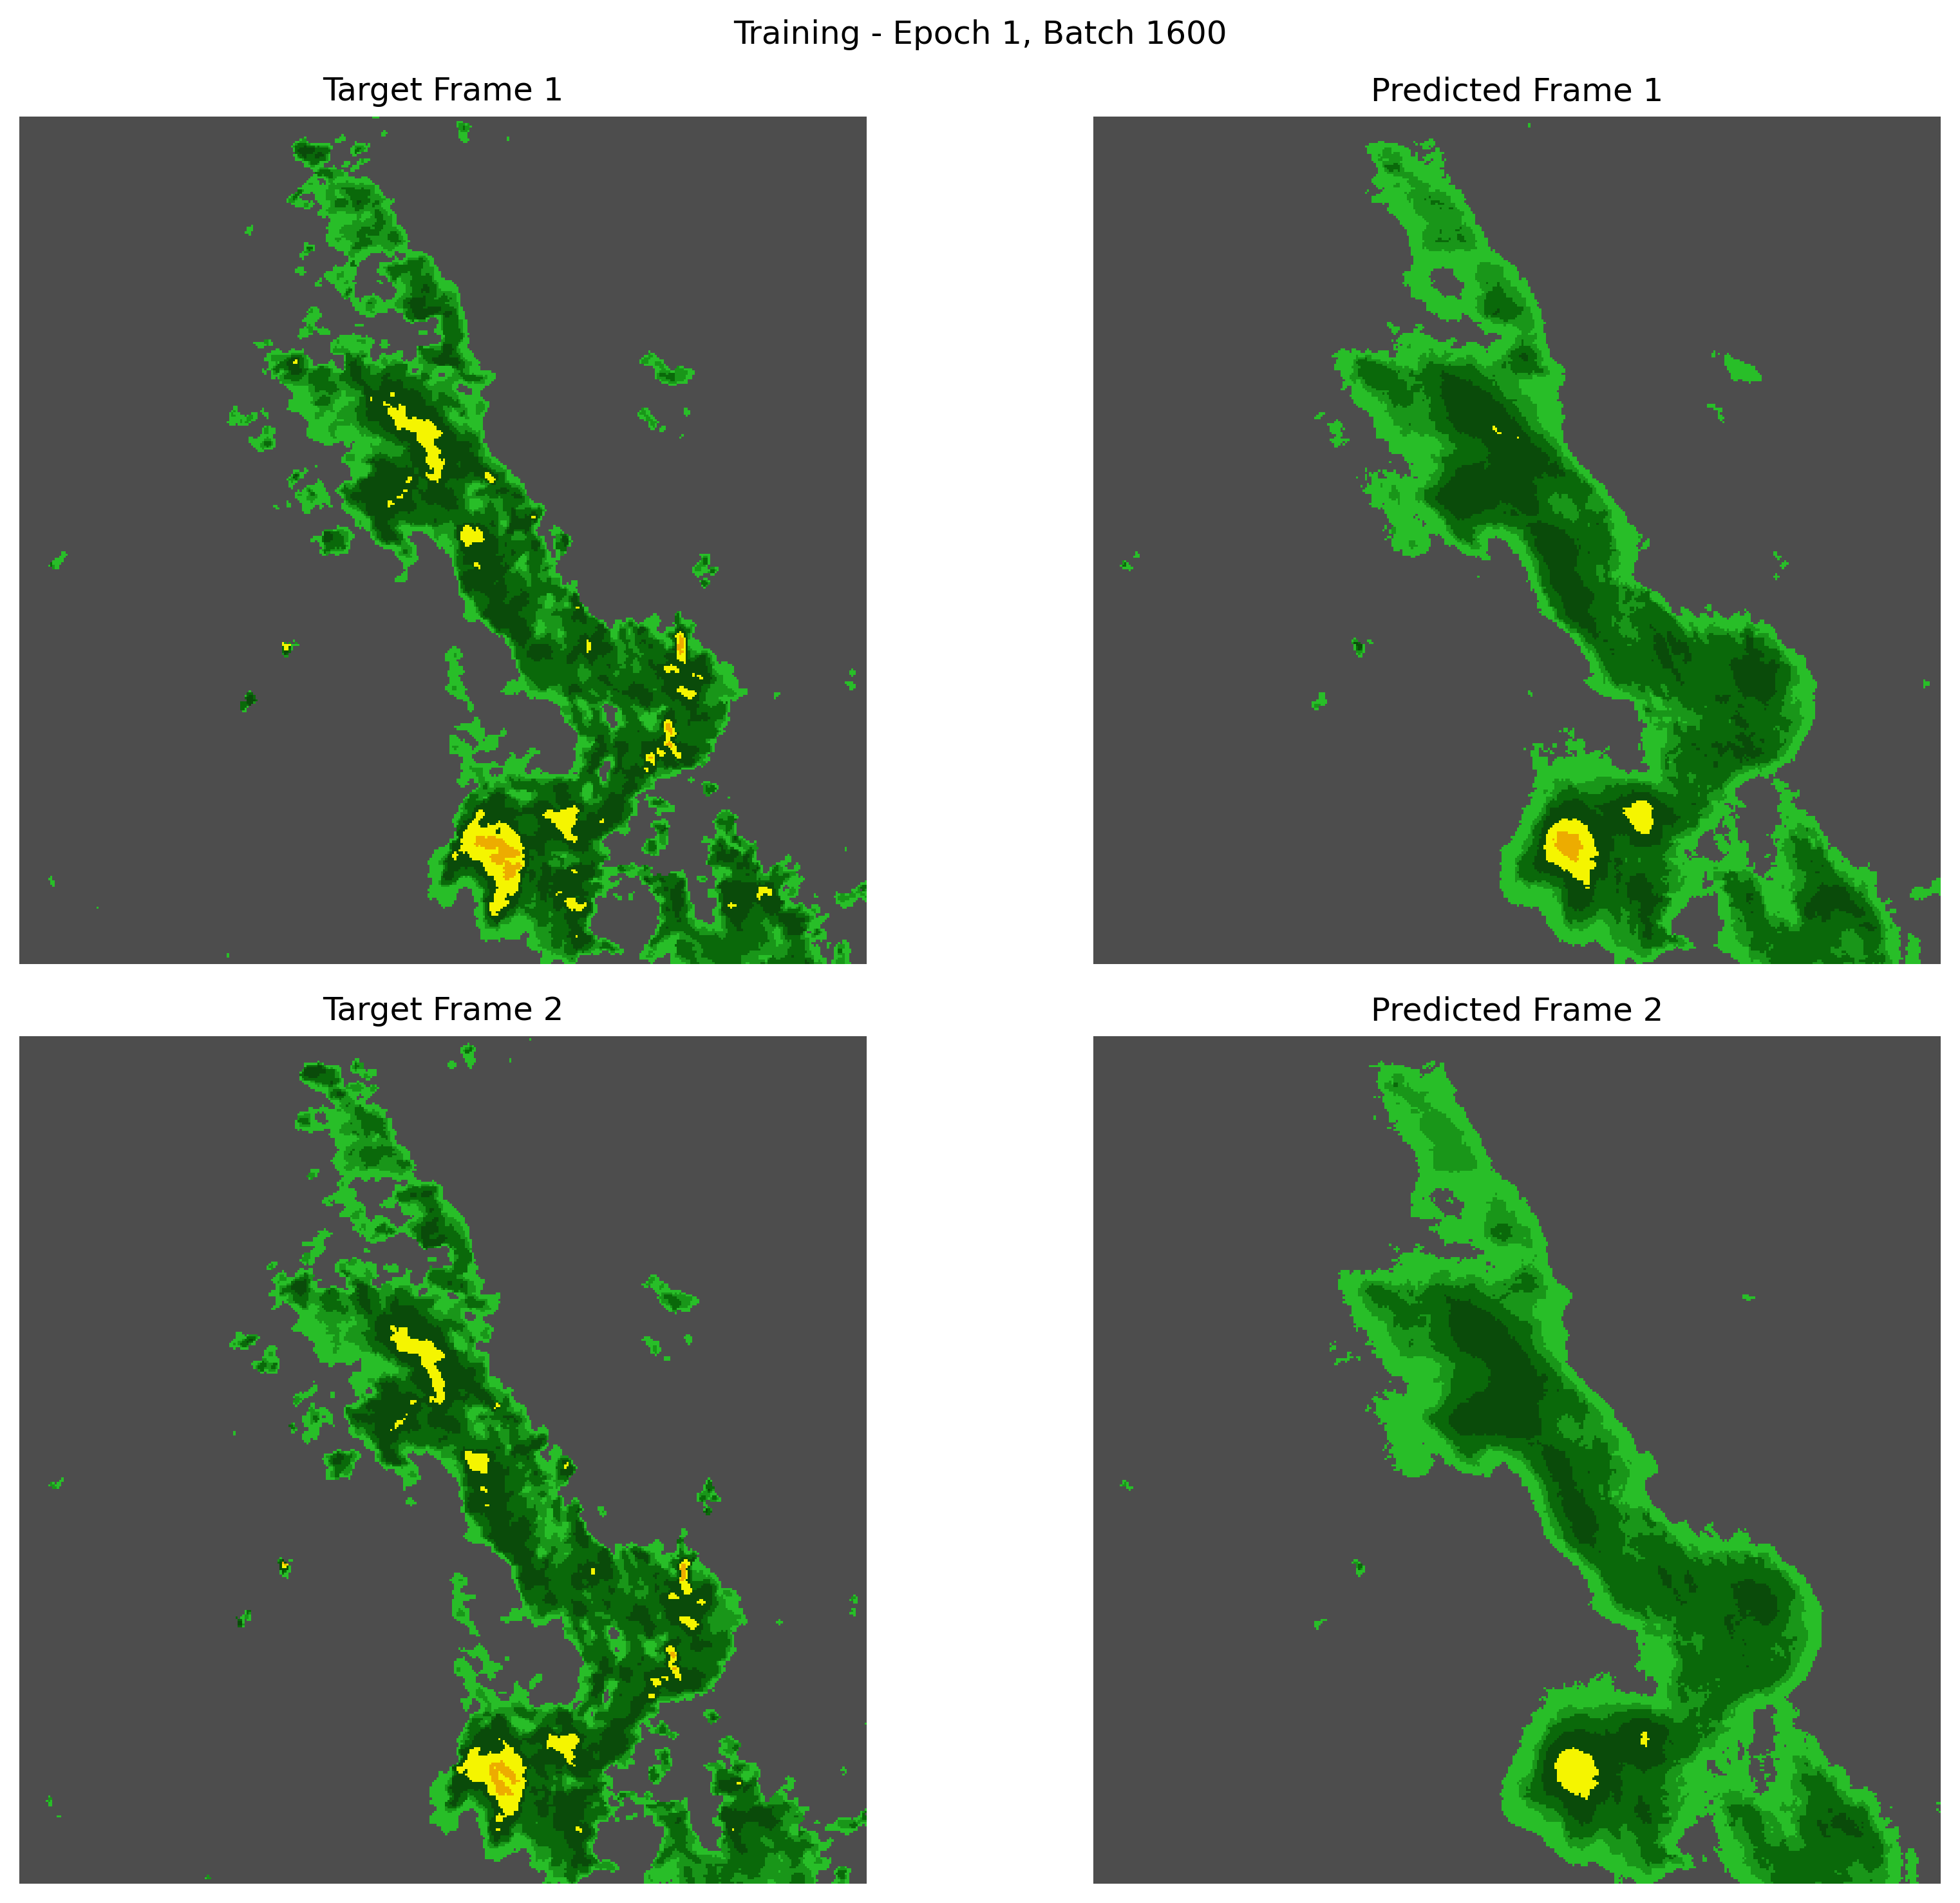 Training - Epoch 1, Batch 1600
Target Frame 1
Predicted Frame 1
Target Frame 2
Predicted Frame 2